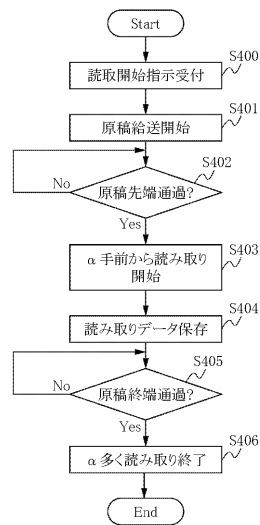 Start
S400
読取開始指示受付
S401
原稿給送開始
S402
原稿先端通過?
No
Yes
S403
α手前から読み取り
開始
S404
読み取りデータ保存
S405
原稿終端通過?
No
Yes
S406
α多く読み取り終了
End